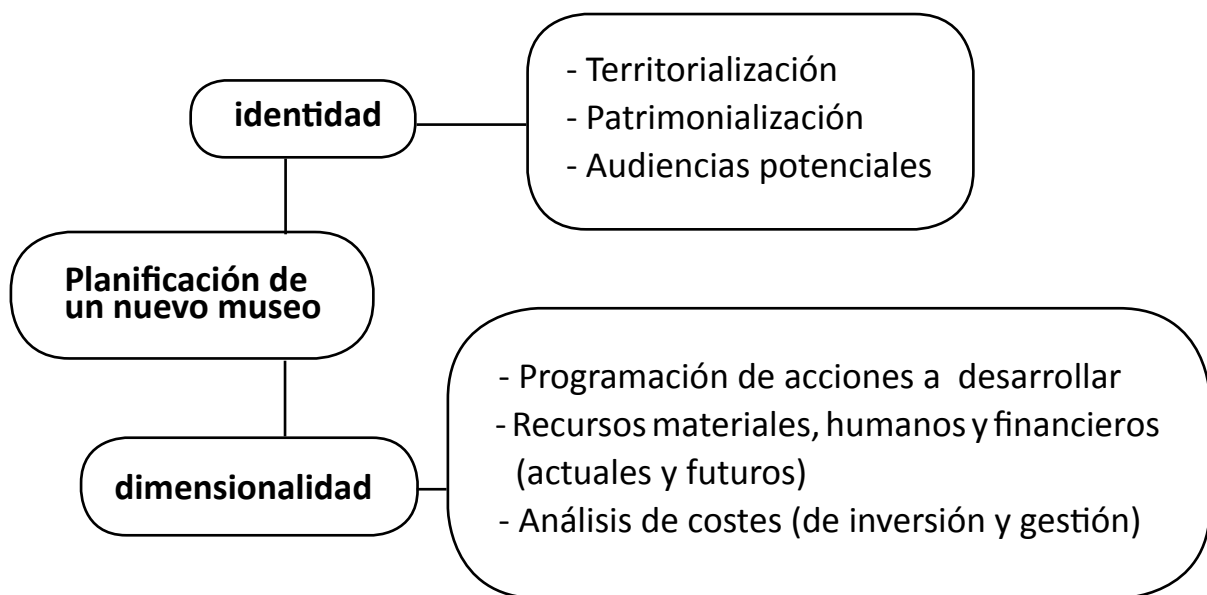 identidad
- Territorialización
- Patrimonialización
- Audiencias potenciales
Planificación de
un nuevo museo
dimensionalidad
- Programación de acciones a desarrollar
- Recursos materiales, humanos y financieros
(actuales y futuros)
- Análisis de costes (de inversión y gestión)